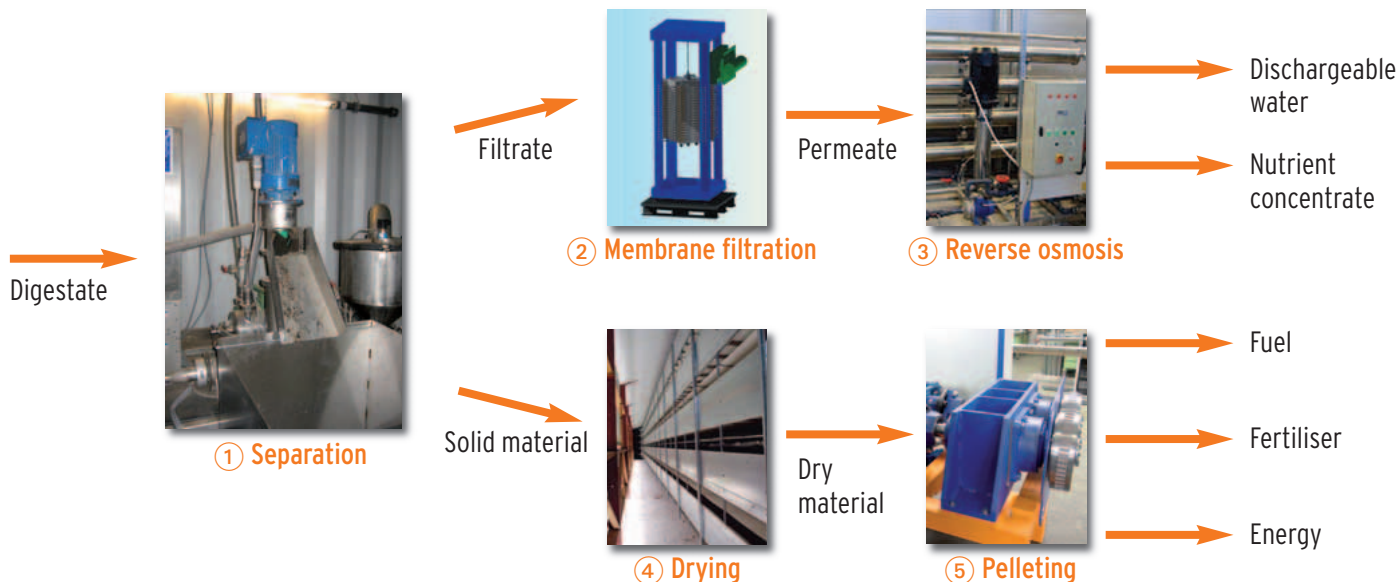 Digestate
① Separation
Filtrate
② Membrane filtration
Permeate
③ Reverse osmosis
Dischargeable
water
Nutrient
concentrate
Solid material
④ Drying
Dry
material
⑤ Pelleting
Fuel
Fertiliser
Energy